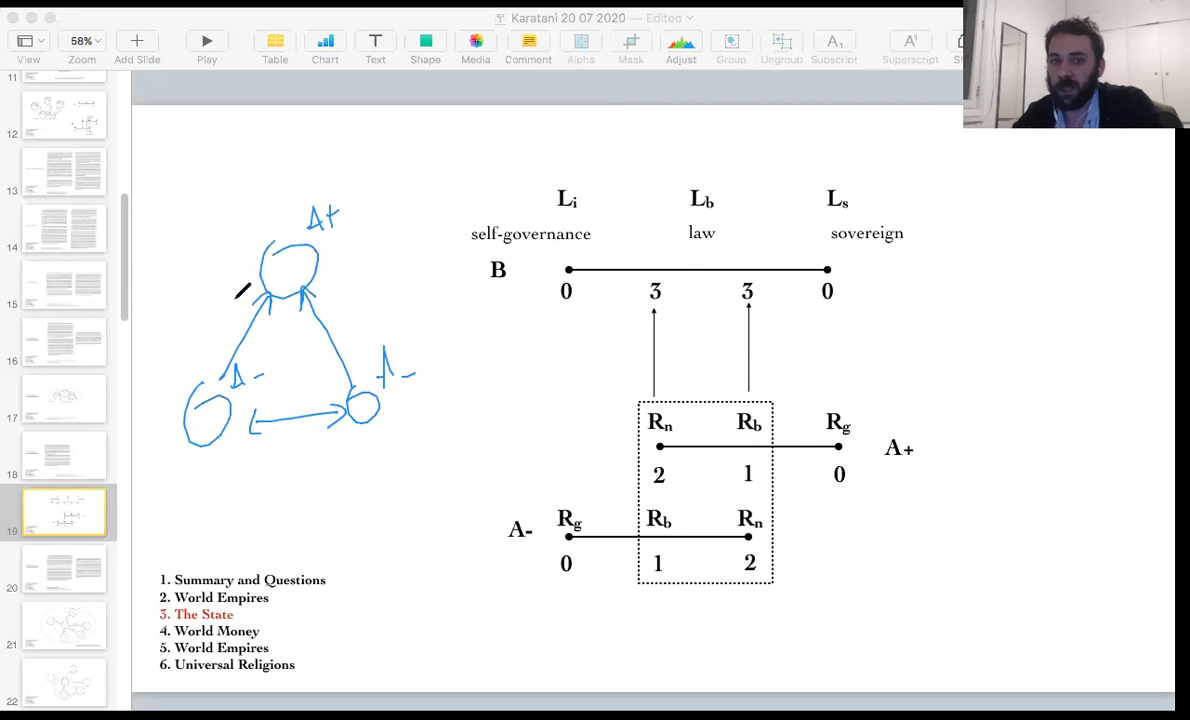 Karatani 20 07 2020 — Edited
58%
View Zoom Add Slide Play Table Chart Text Shape Media Comment Alpha Mask Adjust Group Ungroup Subscript Superscript
11
12
13
14
15
16
17
18
19
20
21
22
A+
A-
A-
Li Lb Ls
self-governance law sovereign
B
0 3 3 0
Rn Rb Rg
A+
2 1 0
Rg Rb Rn
A-
0 1 2
1. Summary and Questions
2. World Empires
3. The State
4. World Money
5. World Empires
6. Universal Religions